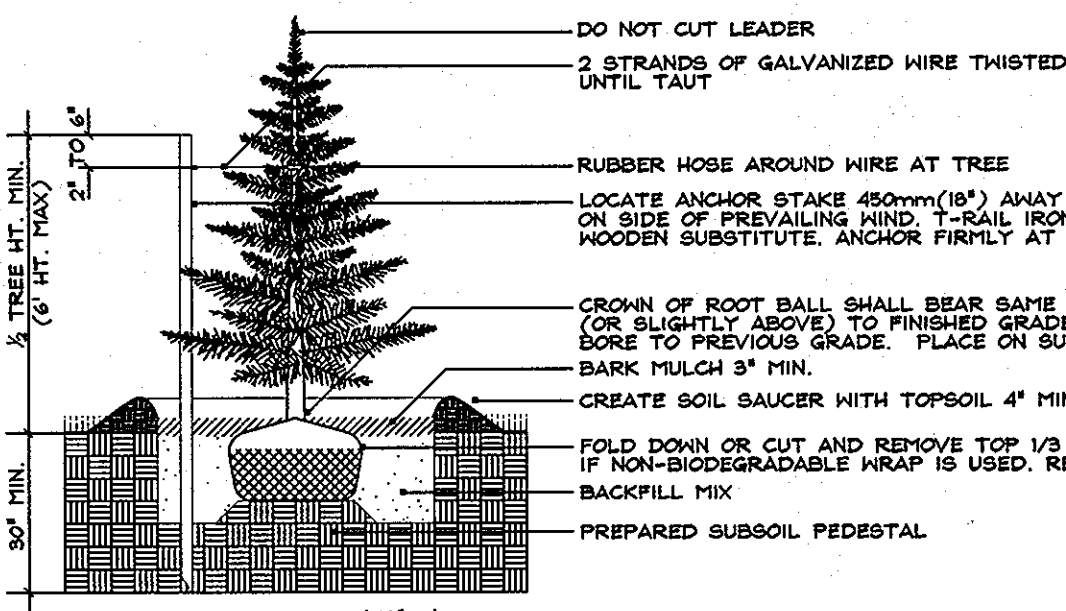 DO NOT CUT LEADER
2 STRANDS OF GALVANIZED WIRE TWISTED
UNTIL TAUT
RUBBER HOSE AROUND WIRE AT TREE
LOCATE ANCHOR STAKE 450mm(18") AWAY
ON SIDE OF PREVAILING WIND. T-RAIL IRON
WOODEN SUBSTITUTE. ANCHOR FIRMLY AT
CROWN OF ROOT BALL SHALL BEAR SAME
(OR SLIGHTLY ABOVE) TO FINISHED GRADE
BORE TO PREVIOUS GRADE. PLACE ON SU
BARK MULCH 3" MIN.
CREATE SOIL SAUCER WITH TOPSOIL 4" MIN
FOLD DOWN OR CUT AND REMOVE TOP 1/3
IF NON-BIODEGRADABLE WRAP IS USED. RE
BACKFILL MIX
PREPARED SUBSOIL PEDESTAL
2" TO 6"
½ TREE HT. MIN.
(6' HT. MAX)
30" MIN.